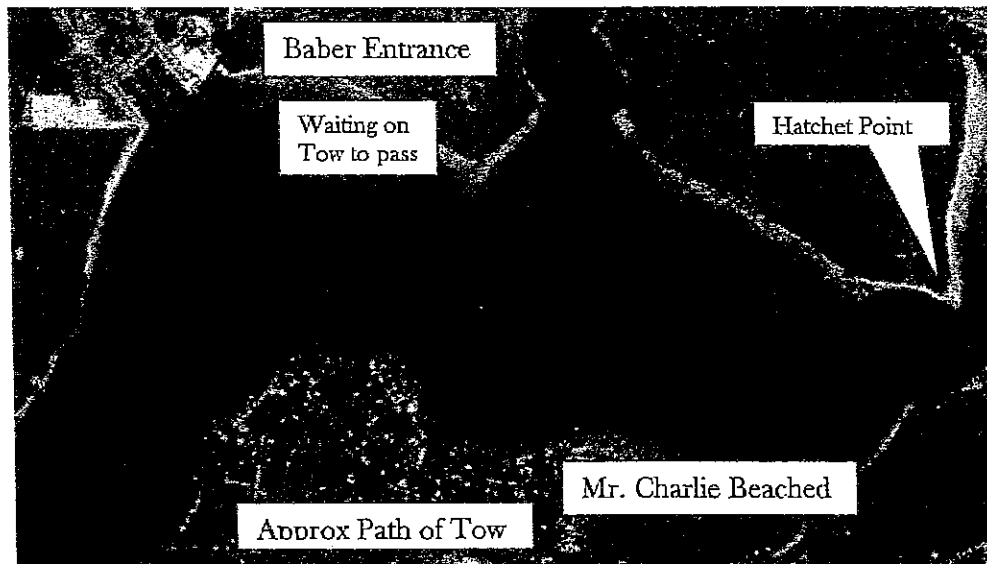 Baber Entrance
Waiting on
Tow to pass
Hatchet Point
Mr. Charlie Beached
Approx Path of Tow